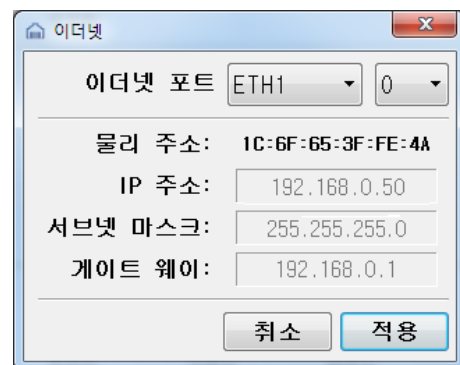 이더넷
이더넷 포트 ETH1 0
물리 주소: 1C:6F:65:3F:FE:4A
IP 주소: 192.168.0.50
서브넷 마스크: 255.255.255.0
게이트 웨이: 192.168.0.1
취소 적용